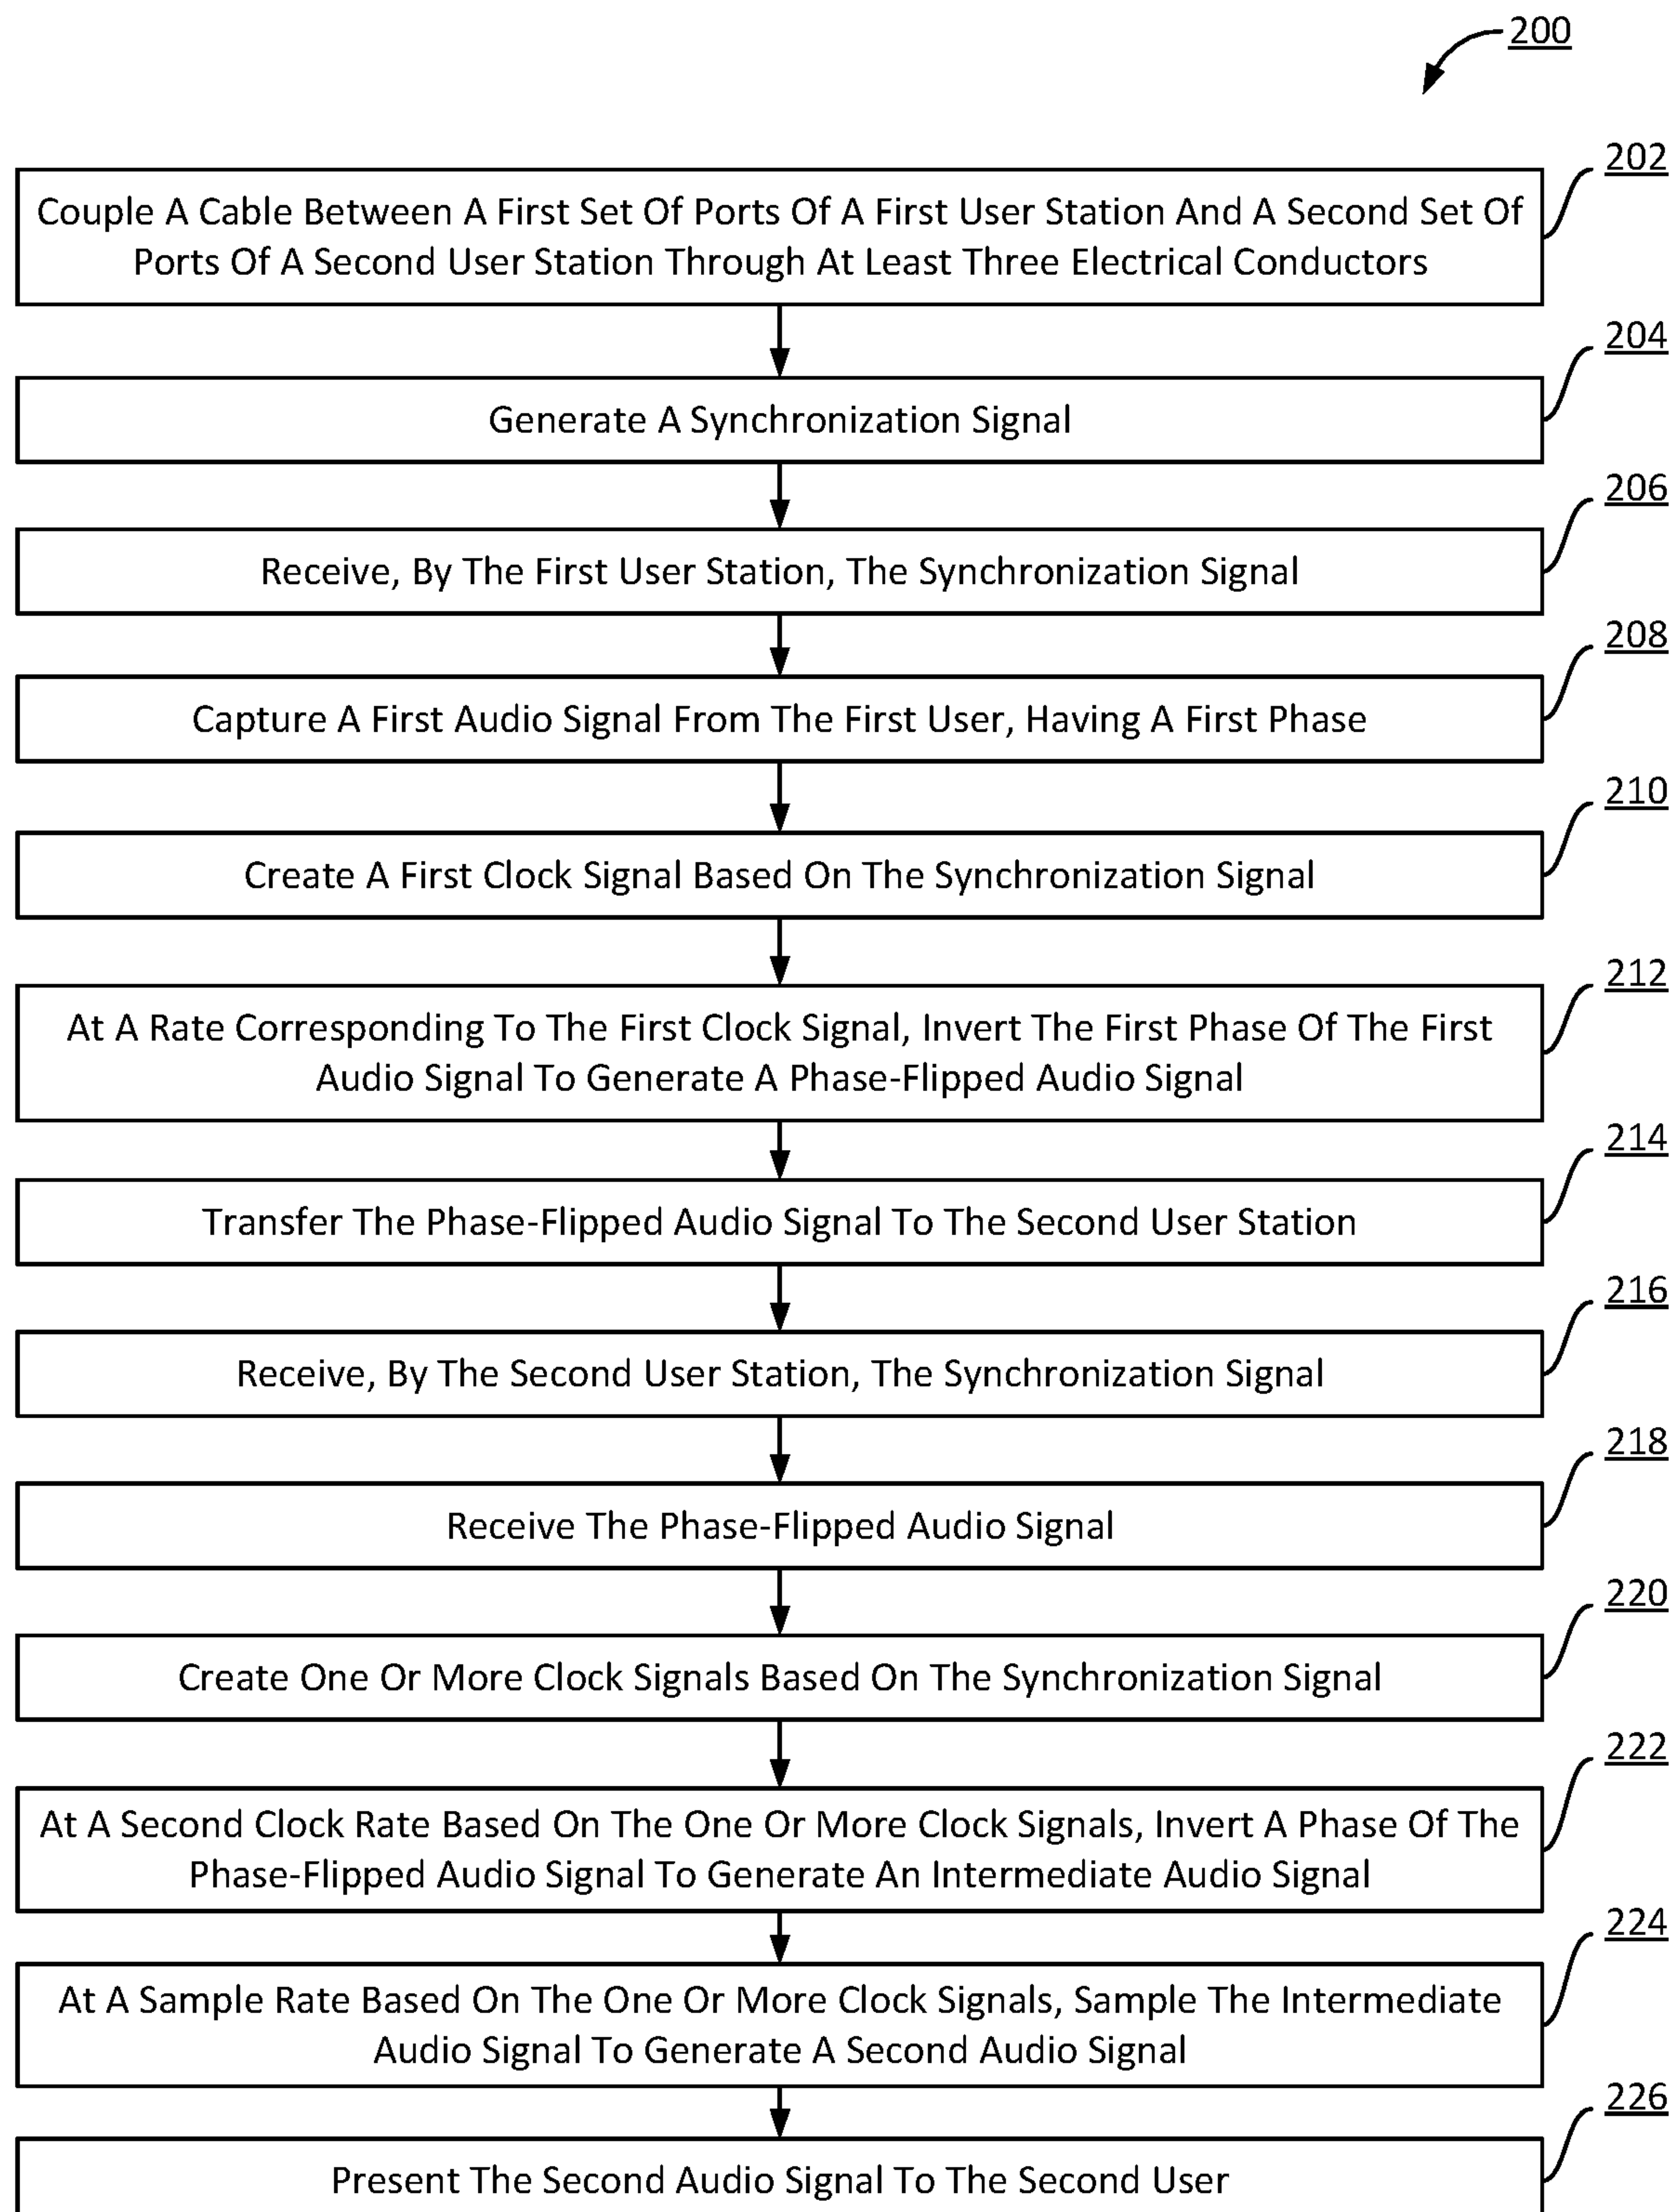 200
202
Couple A Cable Between A First Set Of Ports Of A First User Station And A Second Set Of
Ports Of A Second User Station Through At Least Three Electrical Conductors
204
Generate A Synchronization Signal
206
Receive, By The First User Station, The Synchronization Signal
208
Capture A First Audio Signal From The First User, Having A First Phase
210
Create A First Clock Signal Based On The Synchronization Signal
212
At A Rate Corresponding To The First Clock Signal, Invert The First Phase Of The First
Audio Signal To Generate A Phase-Flipped Audio Signal
214
Transfer The Phase-Flipped Audio Signal To The Second User Station
216
Receive, By The Second User Station, The Synchronization Signal
218
Receive The Phase-Flipped Audio Signal
220
Create One Or More Clock Signals Based On The Synchronization Signal
222
At A Second Clock Rate Based On The One Or More Clock Signals, Invert A Phase Of The
Phase-Flipped Audio Signal To Generate An Intermediate Audio Signal
224
At A Sample Rate Based On The One Or More Clock Signals, Sample The Intermediate
Audio Signal To Generate A Second Audio Signal
226
Present The Second Audio Signal To The Second User